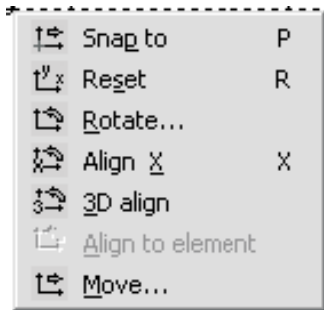 Snap to P
Reset R
Rotate...
Align X X
3D align
Align to element
Move...